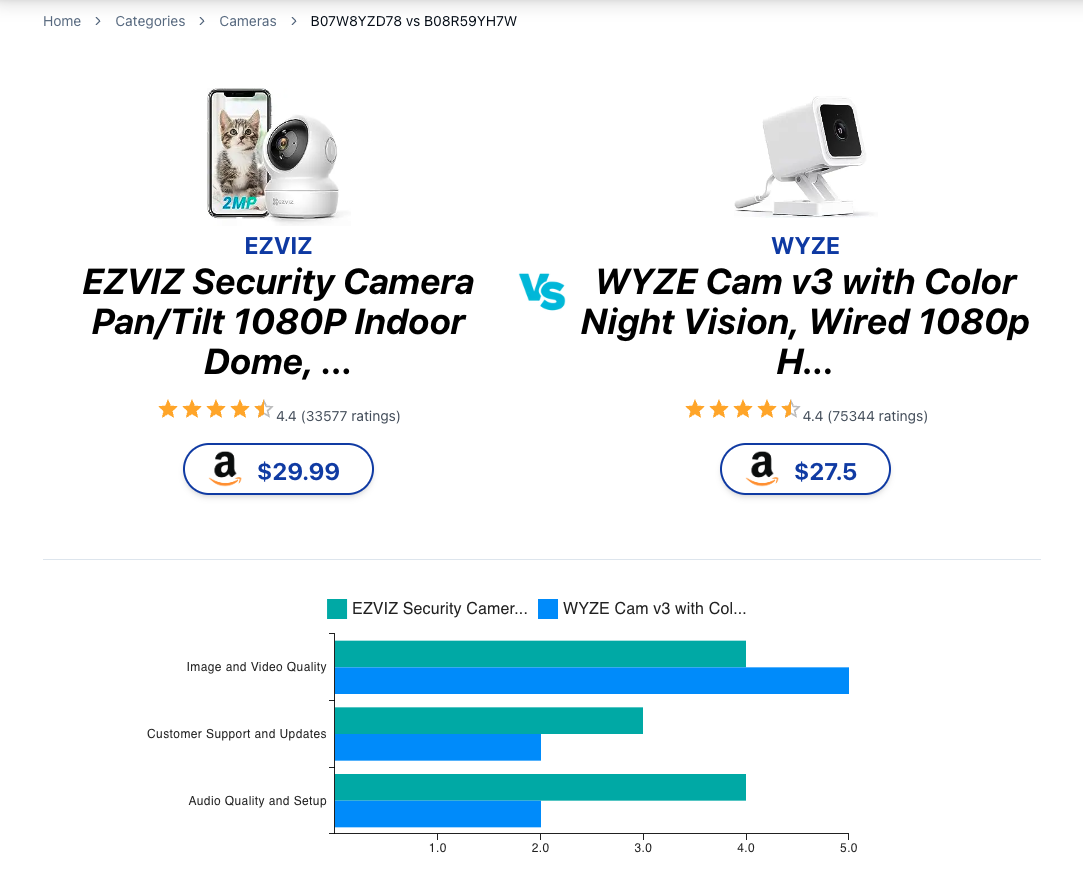 Home > Categories > Cameras > B07W8YZD78 vs B08R59YH7W
2MP
EZVIZ
EZVIZ
EZVIZ Security Camera
Pan/Tilt 1080P Indoor
Dome, ...
4.4 (33577 ratings)
a $29.99
VS
WYZE
WYZE Cam v3 with Color
Night Vision, Wired 1080p
H...
4.4 (75344 ratings)
a $27.5
EZVIZ Security Camer... WYZE Cam v3 with Col...
Image and Video Quality
Customer Support and Updates
Audio Quality and Setup
1.0 2.0 3.0 4.0 5.0